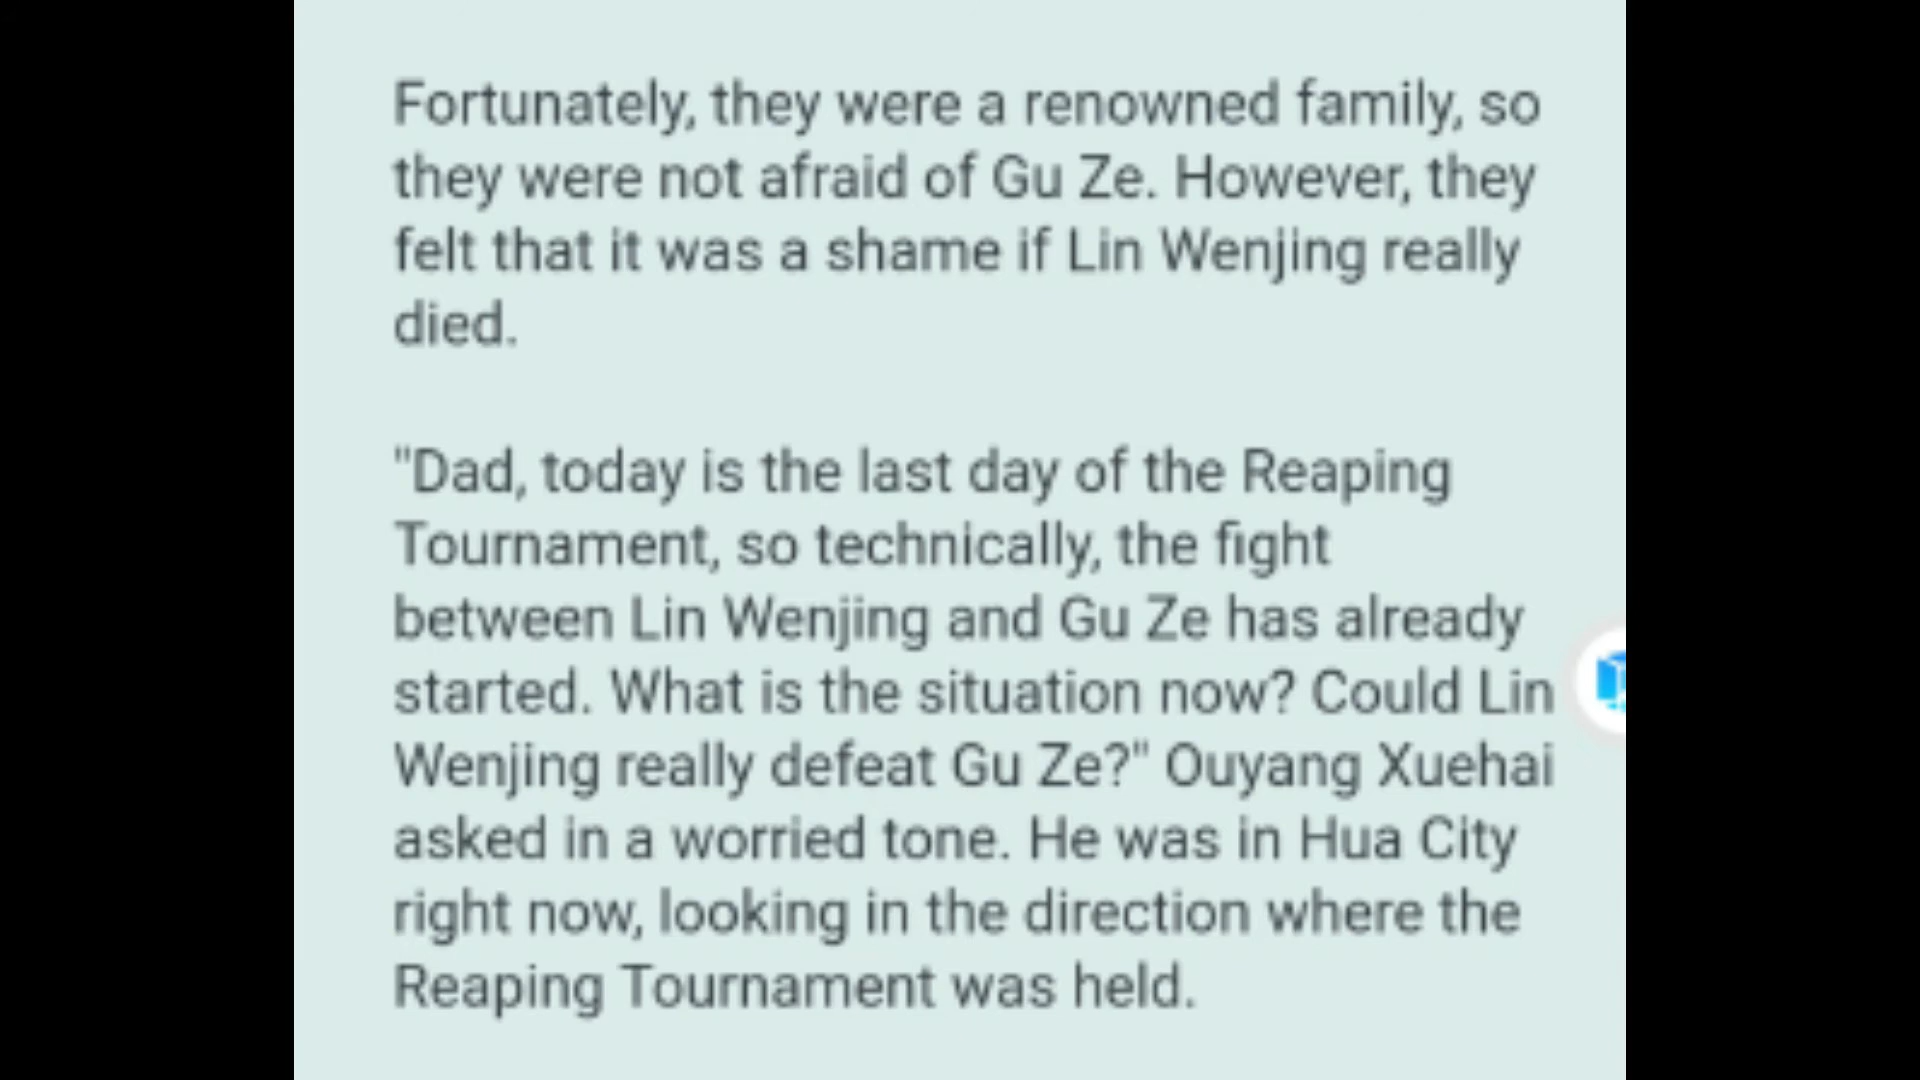 Fortunately, they were a renowned family, so
they were not afraid of Gu Ze. However, they
felt that it was a shame if Lin Wenjing really
died.
"Dad, today is the last day of the Reaping
Tournament, so technically, the fight
between Lin Wenjing and Gu Ze has already
started. What is the situation now? Could Lin
Wenjing really defeat Gu Ze?" Ouyang Xuehai
asked in a worried tone. He was in Hua City
right now, looking in the direction where the
Reaping Tournament was held.